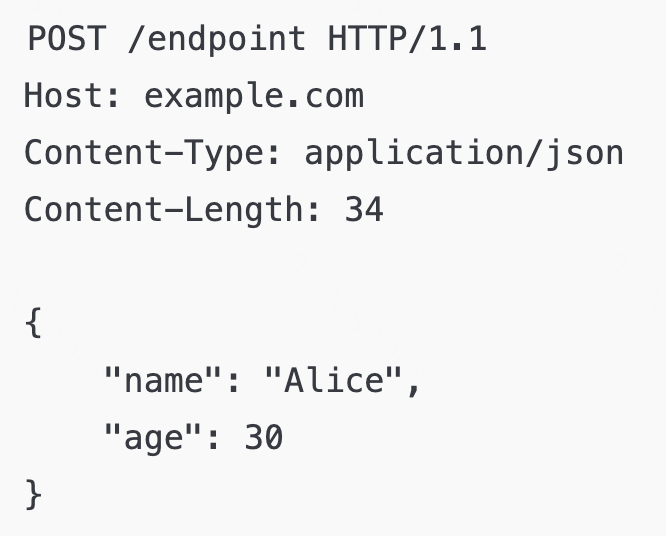 POST /endpoint HTTP/1.1
Host: example.com
Content-Type: application/json
Content-Length: 34

{
    "name": "Alice",
    "age": 30
}